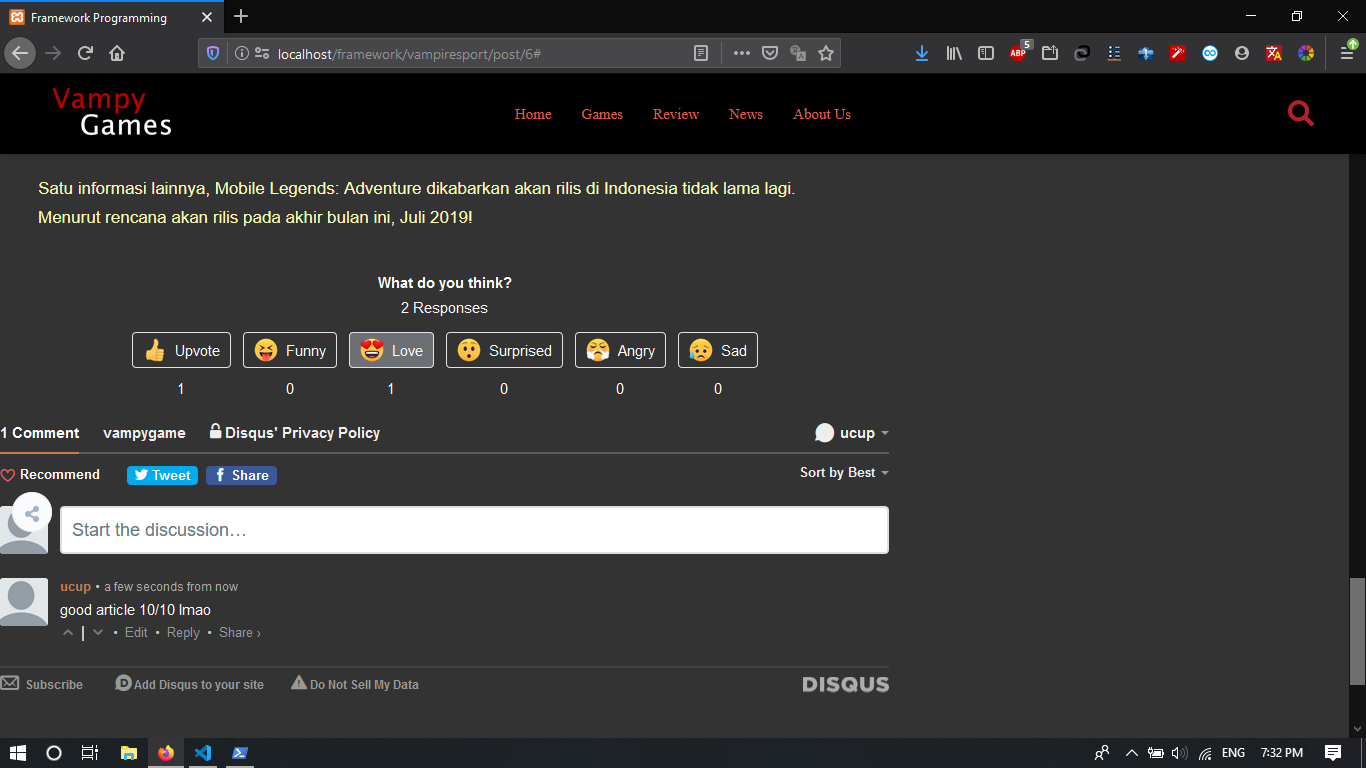 Framework Programming
localhost/framework/vampiresport/post/6#
ABP
5
Vampy
Games
Home Games Review News About Us
Satu informasi lainnya, Mobile Legends: Adventure dikabarkan akan rilis di Indonesia tidak lama lagi.
Menurut rencana akan rilis pada akhir bulan ini, Juli 2019!
What do you think?
2 Responses
Upvote Funny Love Surprised Angry Sad
1 0 1 0 0 0
1 Comment vampygame Disqus' Privacy Policy ucup
Recommend Tweet f Share Sort by Best
Start the discussion…
ucup • a few seconds from now
good article 10/10 lmao
• Edit • Reply • Share ›
Subscribe D Add Disqus to your site Do Not Sell My Data DISQUS
ENG 7:32 PM